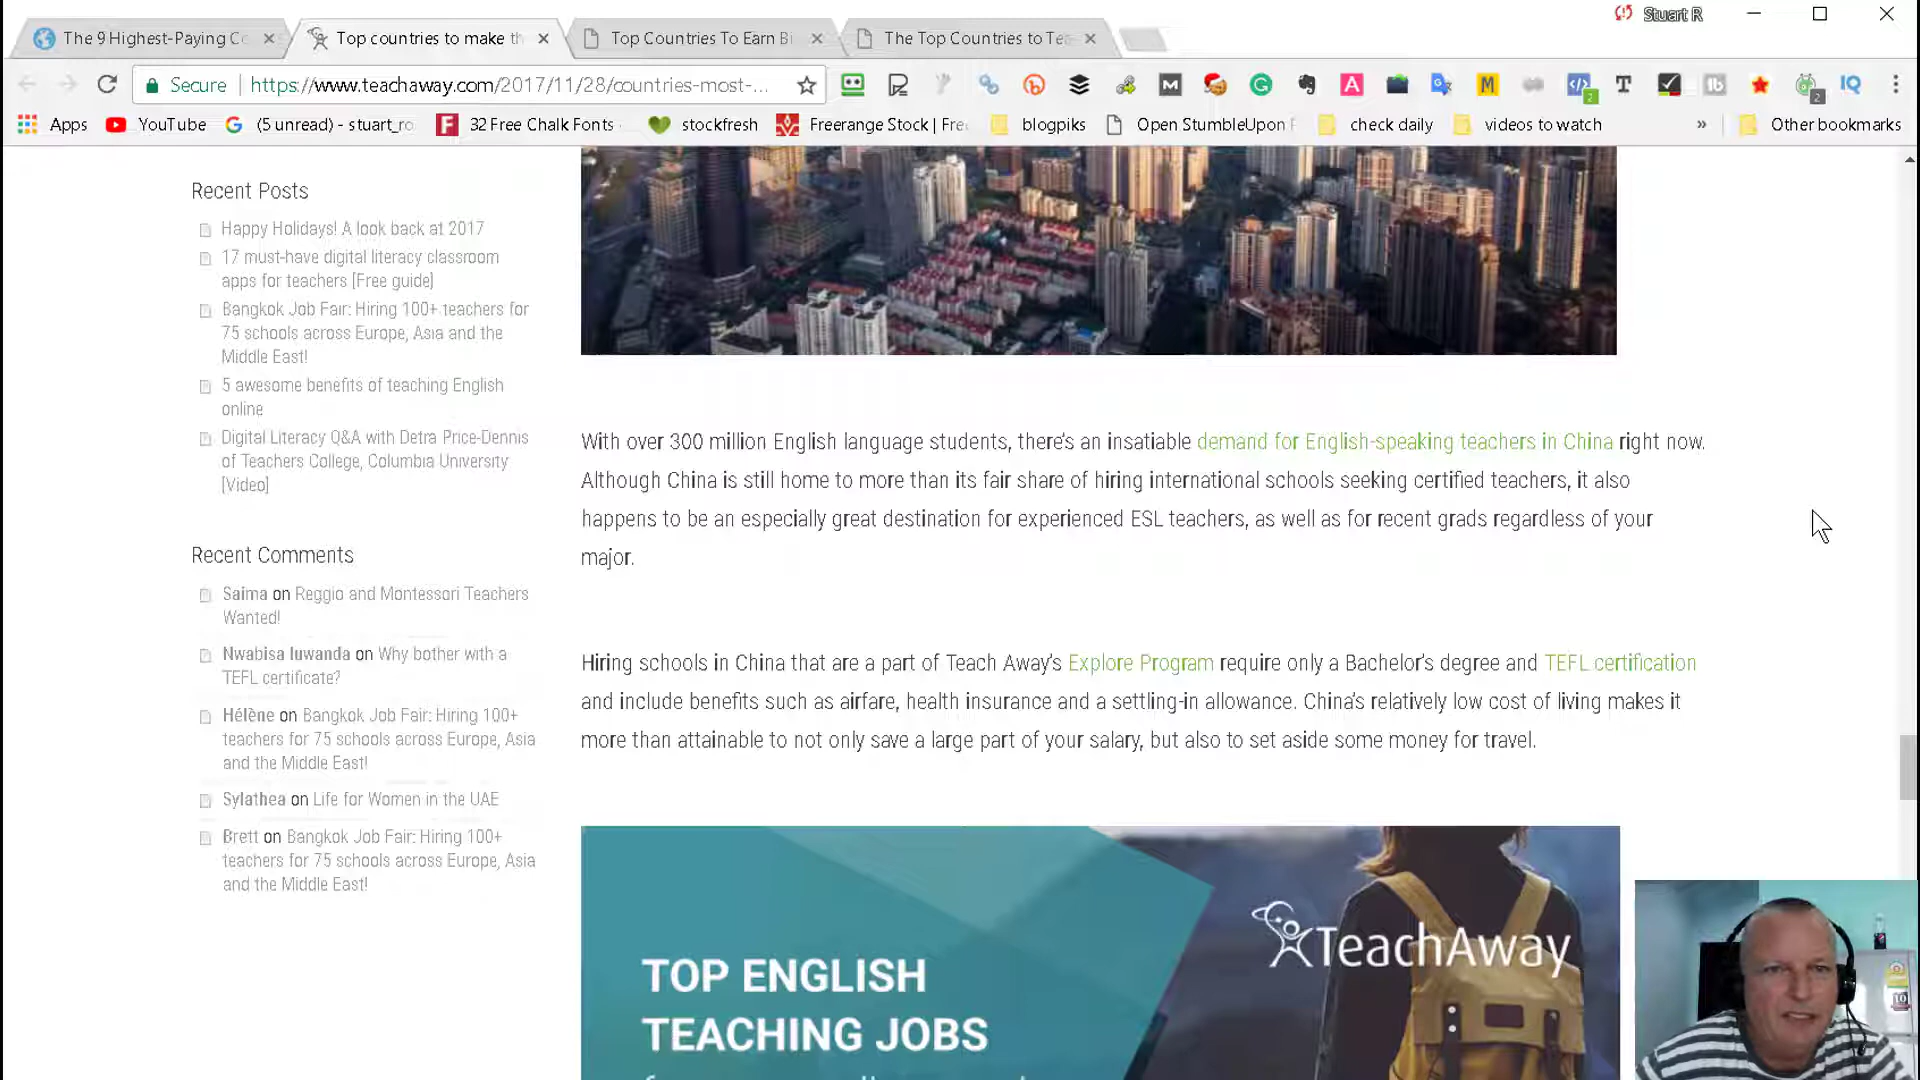 Stuart R
The 9 Highest-Paying Co
Top countries to make th
Top Countries To Earn Bi
The Top Countries to Tea
Secure
https://www.teachaway.com/2017/11/28/countries-most-...
Apps
YouTube
(5 unread) - stuart_ro
32 Free Chalk Fonts
stockfresh
Freerange Stock | Fre
blogpiks
Open StumbleUpon
check daily
videos to watch
»
Other bookmarks
Recent Posts
Happy Holidays! A look back at 2017
17 must-have digital literacy classroom
apps for teachers [Free guide]
Bangkok Job Fair: Hiring 100+ teachers for
75 schools across Europe, Asia and the
Middle East!
5 awesome benefits of teaching English
online
Digital Literacy Q&A with Detra Price-Dennis
of Teachers College, Columbia University
[Video]
Recent Comments
Saima on Reggio and Montessori Teachers
Wanted!
Nwabisa luwanda on Why bother with a
TEFL certificate?
Hélène on Bangkok Job Fair: Hiring 100+
teachers for 75 schools across Europe, Asia
and the Middle East!
Sylathea on Life for Women in the UAE
Brett on Bangkok Job Fair: Hiring 100+
teachers for 75 schools across Europe, Asia
and the Middle East!
With over 300 million English language students, there's an insatiable demand for English-speaking teachers in China right now.
Although China is still home to more than its fair share of hiring international schools seeking certified teachers, it also
happens to be an especially great destination for experienced ESL teachers, as well as for recent grads regardless of your
major.
Hiring schools in China that are a part of Teach Away's Explore Program require only a Bachelor's degree and TEFL certification
and include benefits such as airfare, health insurance and a settling-in allowance. China's relatively low cost of living makes it
more than attainable to not only save a large part of your salary, but also to set aside some money for travel.
TeachAway
TOP ENGLISH
TEACHING JOBS